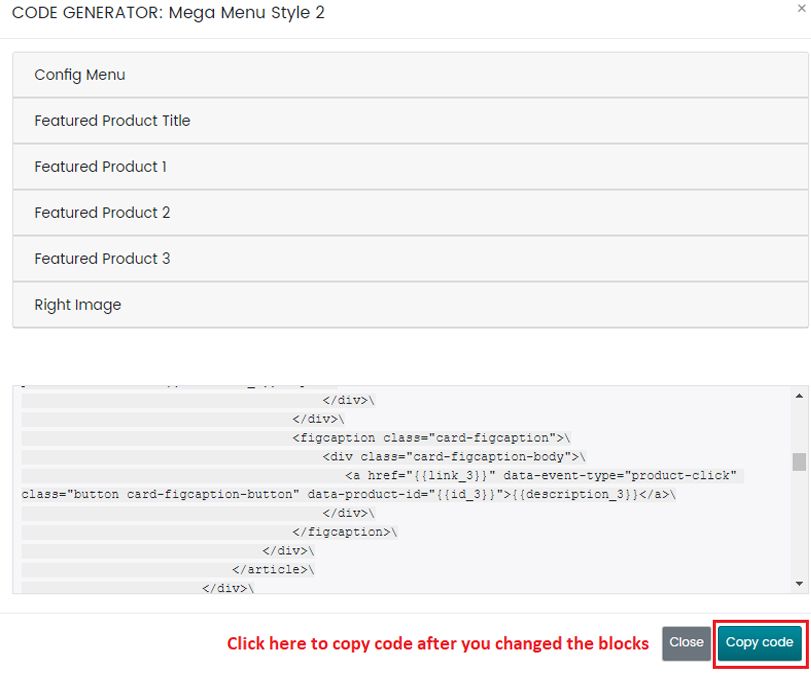 CODE GENERATOR: Mega Menu Style 2
×
Config Menu
Featured Product Title
Featured Product 1
Featured Product 2
Featured Product 3
Right Image
</div>\
</div>\
<figcaption class="card-figcaption">\
<div class="card-figcaption-body">\
<a href="{{link_3}}" data-event-type="product-click"
class="button card-figcaption-button" data-product-id="{{id_3}}">{{description_3}}</a>\
</div>\
</figcaption>\
</div>\
</article>\
</div>\
Click here to copy code after you changed the blocks
Close
Copy code